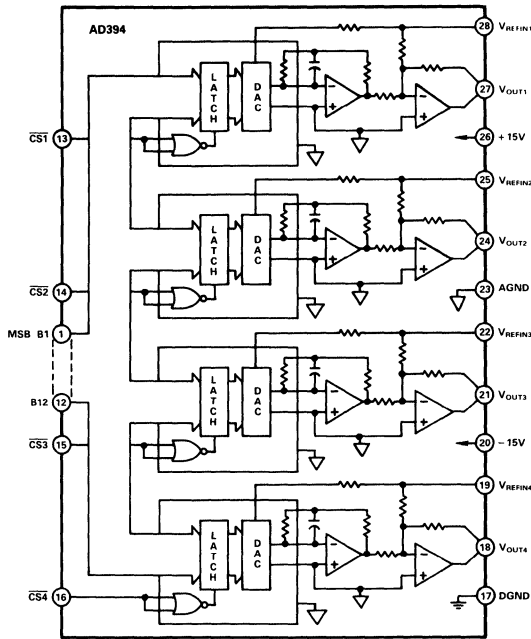 AD394
28 VREFIN1
LATCH DAC
27 VOUT1
CS1 13
26 +15V
25 VREFIN2
LATCH DAC
24 VOUT2
CS2 14
23 AGND
MSB B1 1
22 VREFIN3
LATCH DAC
21 VOUT3
B12 12
CS3 15
20 −15V
19 VREFIN4
LATCH DAC
18 VOUT4
CS4 16
17 DGND
− + − +
− + − +
− + − +
− + − +